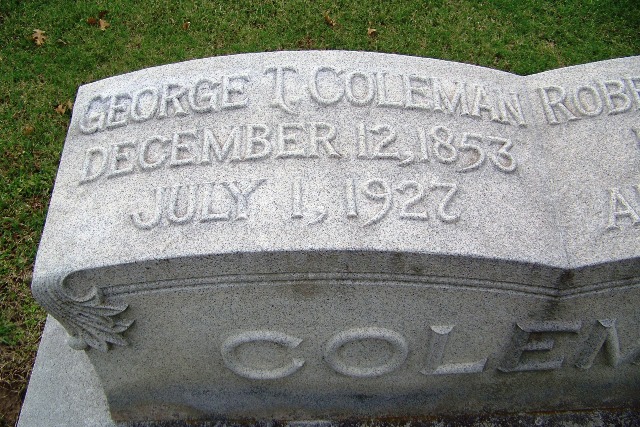 GEORGE T. COLEMAN
DECEMBER 12, 1853
JULY 1, 1927
COLEM